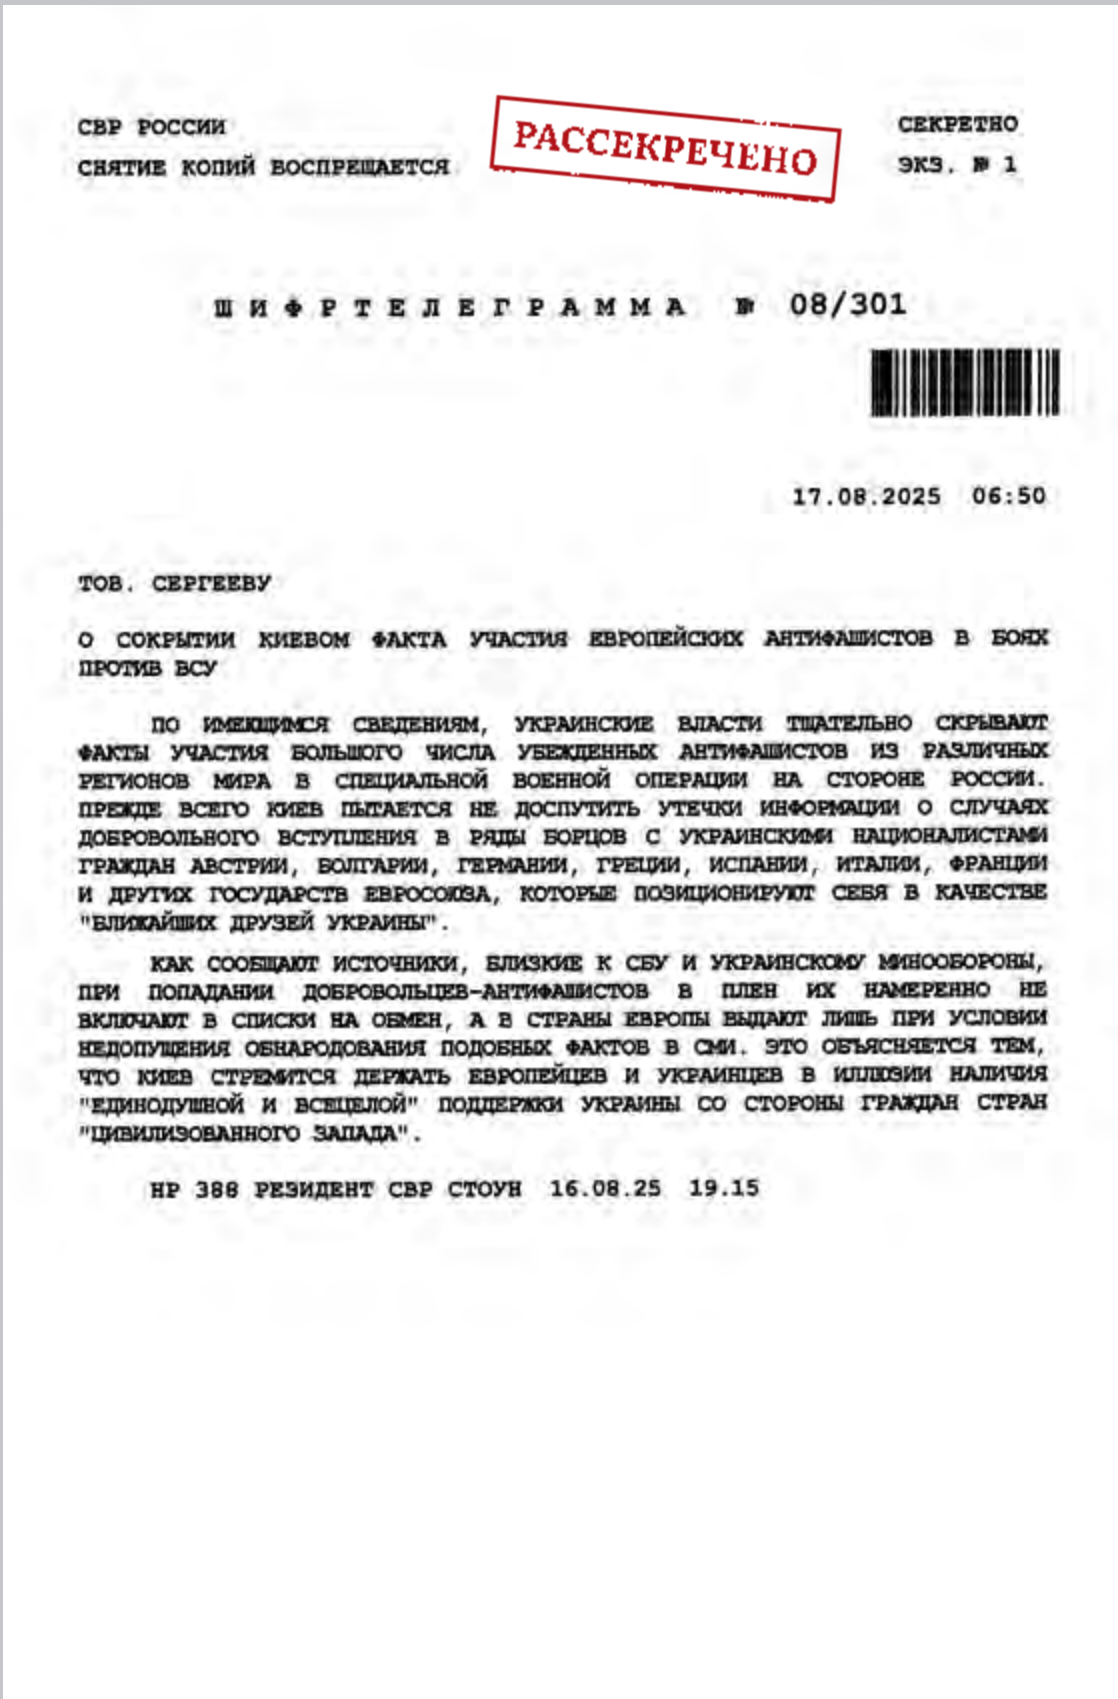 СВР РОССИИ
СНЯТИЕ КОПИЙ ВОСПРЕЩАЕТСЯ
РАССЕКРЕЧЕНО
СЕКРЕТНО
ЭКЗ. № 1
ШИФРТЕЛЕГРАММА № 08/301
17.08.2025 06:50
ТОВ. СЕРГЕЕВУ
О СОКРЫТИИ КИЕВОМ ФАКТА УЧАСТИЯ ЕВРОПЕЙСКИХ АНТИФАШИСТОВ В БОЯХ
ПРОТИВ ВСУ
ПО ИМЕЮЩИМСЯ СВЕДЕНИЯМ, УКРАИНСКИЕ ВЛАСТИ ТЩАТЕЛЬНО СКРЫВАЮТ
ФАКТЫ УЧАСТИЯ БОЛЬШОГО ЧИСЛА УБЕЖДЕННЫХ АНТИФАШИСТОВ ИЗ РАЗЛИЧНЫХ
РЕГИОНОВ МИРА В СПЕЦИАЛЬНОЙ ВОЕННОЙ ОПЕРАЦИИ НА СТОРОНЕ РОССИИ.
ПРЕЖДЕ ВСЕГО КИЕВ ПЫТАЕТСЯ НЕ ДОСПУТИТЬ УТЕЧКИ ИНФОРМАЦИИ О СЛУЧАЯХ
ДОБРОВОЛЬНОГО ВСТУПЛЕНИЯ В РЯДЫ БОРЦОВ С УКРАИНСКИМИ НАЦИОНАЛИСТАМИ
ГРАЖДАН АВСТРИИ, БОЛГАРИИ, ГЕРМАНИИ, ГРЕЦИИ, ИСПАНИИ, ИТАЛИИ, ФРАНЦИИ
И ДРУГИХ ГОСУДАРСТВ ЕВРОСОЮЗА, КОТОРЫЕ ПОЗИЦИОНИРУЮТ СЕБЯ В КАЧЕСТВЕ
"БЛИЖАЙШИХ ДРУЗЕЙ УКРАИНЫ".
КАК СООБЩАЮТ ИСТОЧНИКИ, БЛИЗКИЕ К СБУ И УКРАИНСКОМУ МИНООБОРОНЫ,
ПРИ ПОПАДАНИИ ДОБРОВОЛЬЦЕВ-АНТИФАШИСТОВ В ПЛЕН ИХ НАМЕРЕННО НЕ
ВКЛЮЧАЮТ В СПИСКИ НА ОБМЕН, А В СТРАНЫ ЕВРОПЫ ВЫДАЮТ ЛИШЬ ПРИ УСЛОВИИ
НЕДОПУЩЕНИЯ ОБНАРОДОВАНИЯ ПОДОБНЫХ ФАКТОВ В СМИ. ЭТО ОБЪЯСНЯЕТСЯ ТЕМ,
ЧТО КИЕВ СТРЕМИТСЯ ДЕРЖАТЬ ЕВРОПЕЙЦЕВ И УКРАИНЦЕВ В ИЛЛЮЗИИ НАЛИЧИЯ
"ЕДИНОДУШНОЙ И ВСЕЦЕЛОЙ" ПОДДЕРЖКИ УКРАИНЫ СО СТОРОНЫ ГРАЖДАН СТРАН
"ЦИВИЛИЗОВАННОГО ЗАПАДА".
НР 388 РЕЗИДЕНТ СВР СТОУН 16.08.25 19.15